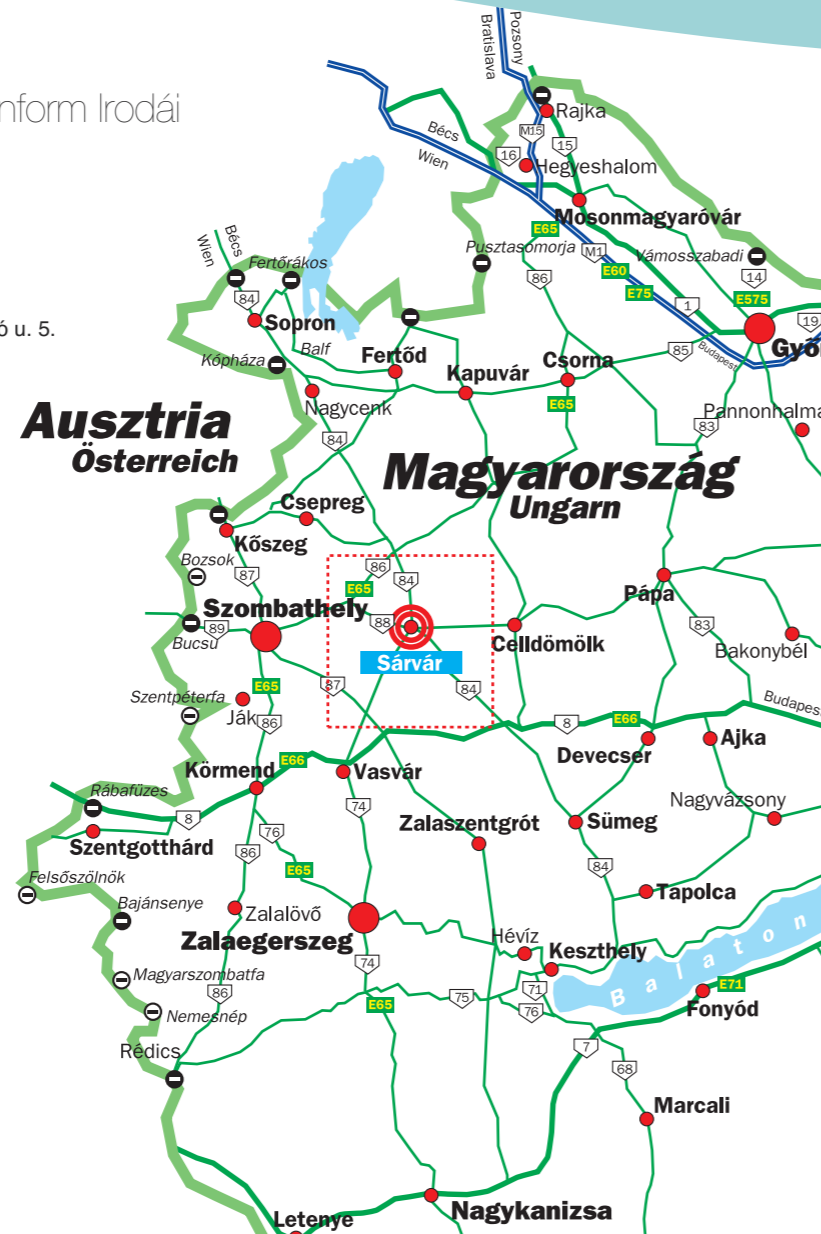 Pozsony
Bratislava
nform Irodái
Rajka
M15
Bécs
Wien
16
15
Hegyeshalom
Mosonmagyaróvár
E65
Bécs
Wien
Fertőrákos
Pusztasomorja
M1
Vámosszabadi
86
E60
14
E75
E575
84
1
19
ó u. 5.
Sopron
Győ
Balf
Fertőd
Kópháza
Kapuvár
Csorna
85
Budapest
Nagycenk
E65
Pannonhalma
Ausztria
Österreich
84
83
Magyarország
Ungarn
Csepreg
Kőszeg
Bozsok
87
86
84
E65
Pápa
Szombathely
88
89
Bucsu
83
Celldömölk
Bakonybél
Sárvár
Szentpéterfa
E65
87
84
Ják
86
Budapest
8
E66
Devecser
Ajka
E66
Körmend
Vasvár
Rábafüzes
8
74
76
Nagyvázsony
Zalaszentgrót
Sümeg
Szentgotthárd
86
E65
84
Felsőszölnök
Tapolca
Bajánsenye
Zalalövő
Zalaegerszeg
Hévíz
Keszthely
74
Balaton
Magyarszombatfa
86
71
E71
75
E65
76
Fonyód
Nemesnép
Rédics
7
68
Marcali
Nagykanizsa
Letenye